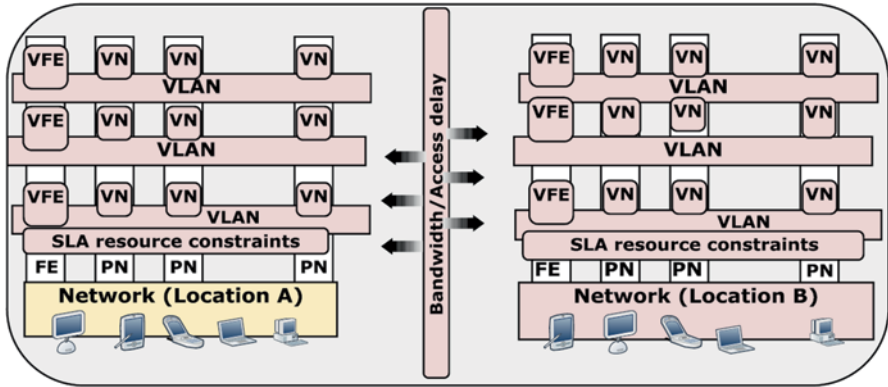 VFE VN VN VN
VLAN
VFE VN VN VN
VLAN
VFE VN VN VN
VLAN
SLA resource constraints
FE PN PN PN
Network (Location A)
Bandwidth/Access delay
VFE VN VN VN
VLAN
VFE VN VN VN
VLAN
VFE VN VN VN
VLAN
SLA resource constraints
FE PN PN PN
Network (Location B)